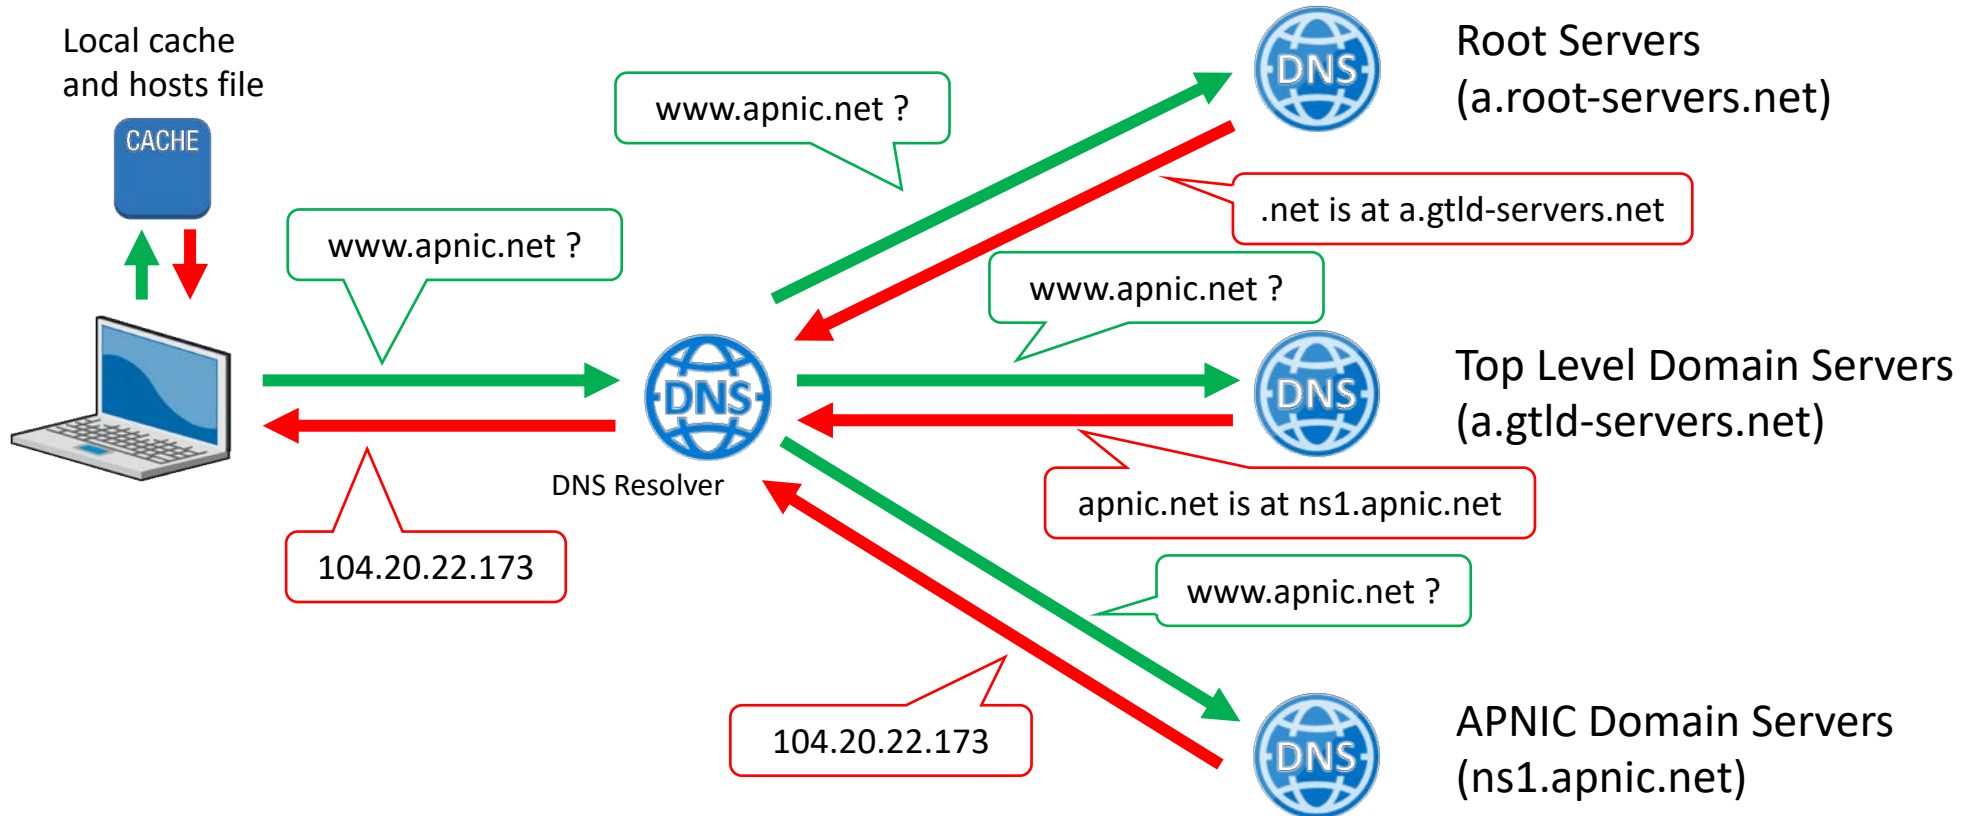 Local cache
and hosts file
CACHE
www.apnic.net ?
www.apnic.net ?
DNS
Root Servers
(a.root-servers.net)
.net is at a.gtld-servers.net
www.apnic.net ?
DNS
DNS Resolver
DNS
Top Level Domain Servers
(a.gtld-servers.net)
apnic.net is at ns1.apnic.net
104.20.22.173
www.apnic.net ?
104.20.22.173
DNS
APNIC Domain Servers
(ns1.apnic.net)